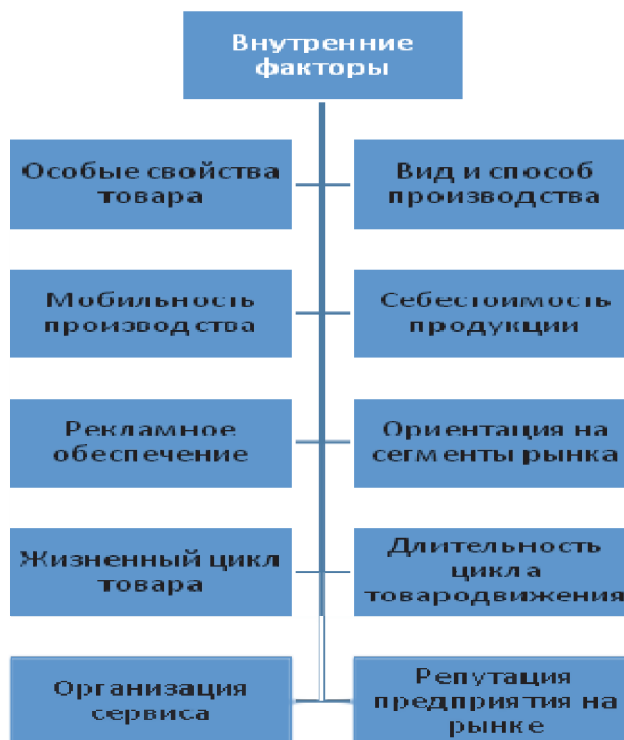 Внутренние
факторы
Особые свойства
товара
Вид и способ
производства
Мобильность
производства
Себестоимость
продукции
Рекламное
обеспечение
Ориентация на
сегменты рынка
Жизненный цикл
товара
Длительность
цикла
товародвижения
Организация
сервиса
Репутация
предприятия на
рынке